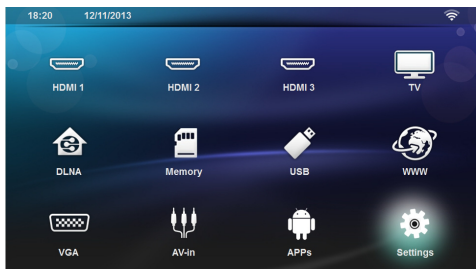 18:20 12/11/2013
HDMI 1 HDMI 2 HDMI 3 TV
DLNA Memory USB WWW
VGA AV-in APPs Settings